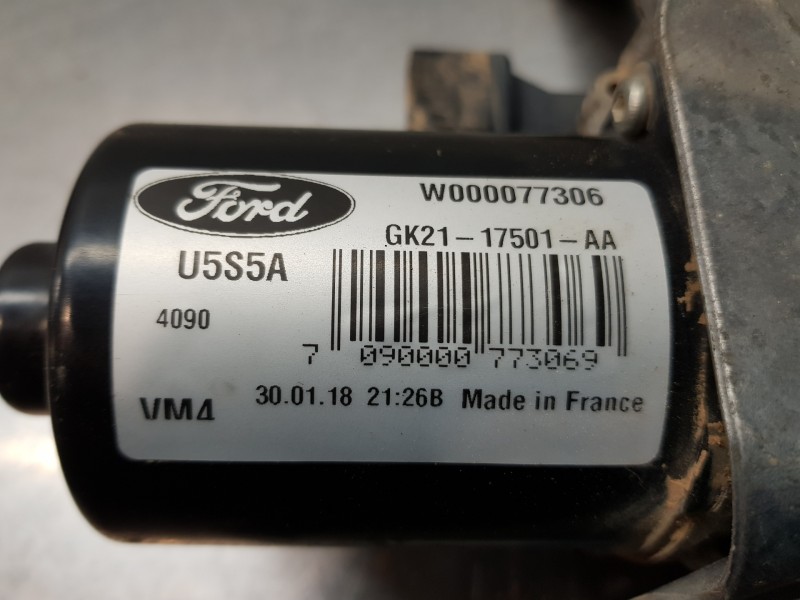 Ford
W000077306
GK21-17501-AA
U5S5A
4090
7 090000 773069
VM4
30.01.18 21:26B Made in France